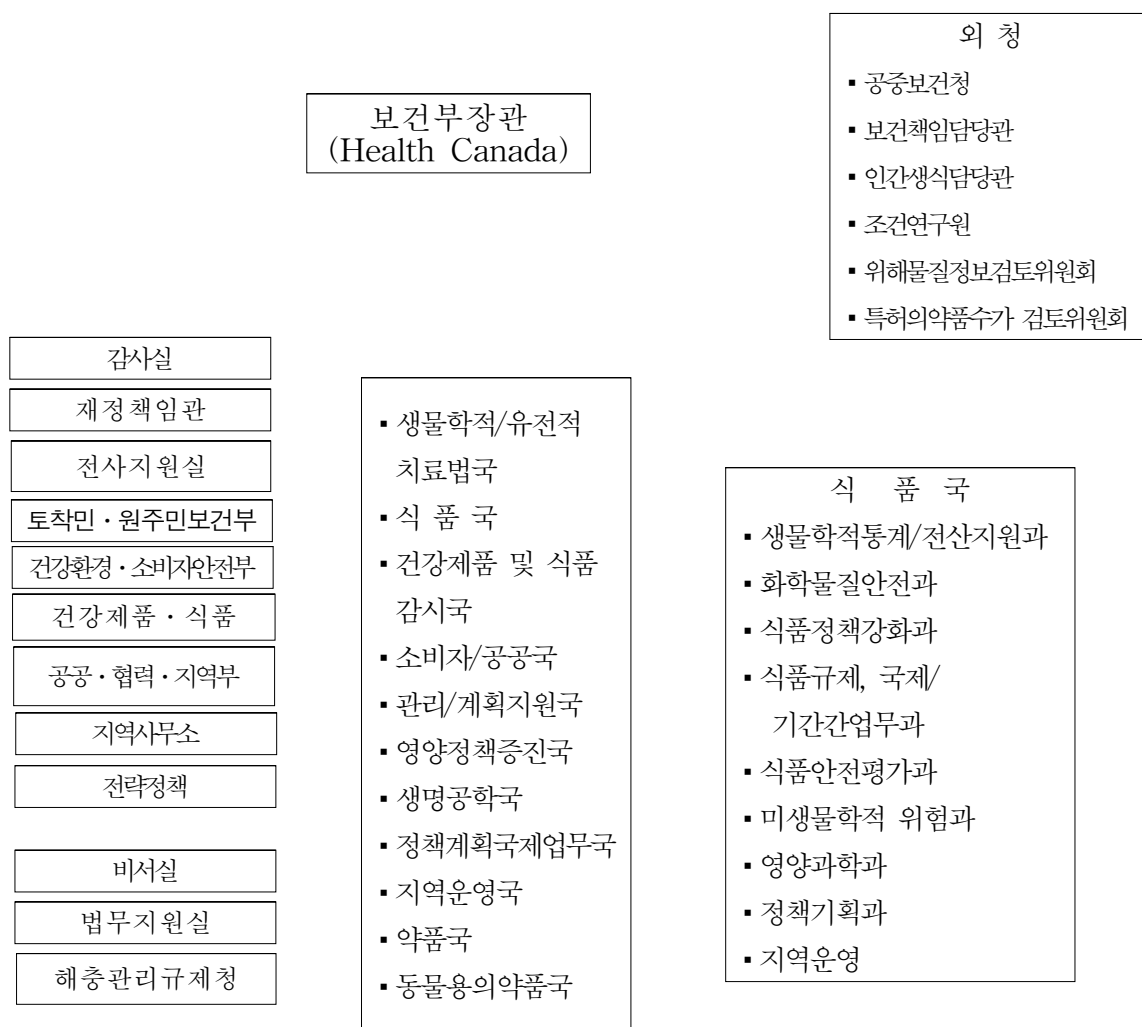 외 청
▪ 공중보건청
▪ 보건책임담당관
▪ 인간생식담당관
▪ 조건연구원
▪ 위해물질정보검토위원회
▪ 특허의약품수가 검토위원회
보건부장관
(Health Canada)
감사실
재정책임관
전사지원실
토착민 · 원주민보건부
건강환경 · 소비자안전부
건강제품 · 식품
공공 · 협력 · 지역부
지역사무소
전략정책
비서실
법무지원실
해충관리규제청
▪ 생물학적/유전적
치료법국
▪ 식 품 국
▪ 건강제품 및 식품
감시국
▪ 소비자/공공국
▪ 관리/계획지원국
▪ 영양정책증진국
▪ 생명공학국
▪ 정책계획국제업무국
▪ 지역운영국
▪ 약품국
▪ 동물용의약품국
식 품 국
▪ 생물학적통계/전산지원과
▪ 화학물질안전과
▪ 식품정책강화과
▪ 식품규제, 국제/
기간간업무과
▪ 식품안전평가과
▪ 미생물학적 위험과
▪ 영양과학과
▪ 정책기획과
▪ 지역운영